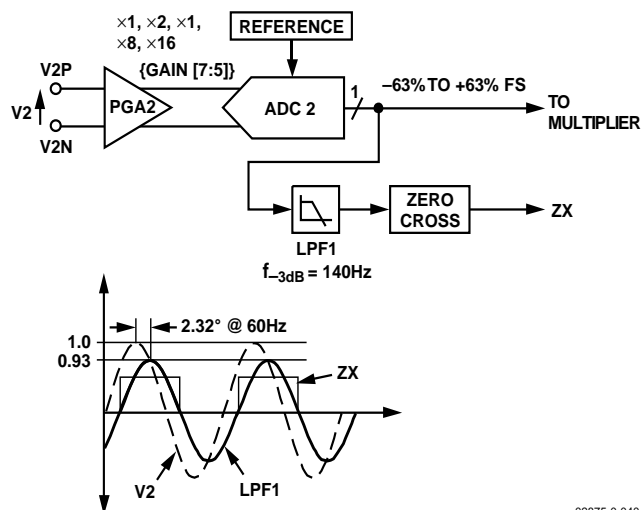 ×1, ×2, ×1,
×8, ×16
REFERENCE
V2P
{GAIN [7:5]}
V2
PGA2
ADC 2
1
–63% TO +63% FS
TO
MULTIPLIER
V2N
ZERO
CROSS
ZX
LPF1
f–3dB = 140Hz
2.32° @ 60Hz
1.0
0.93
ZX
V2
LPF1